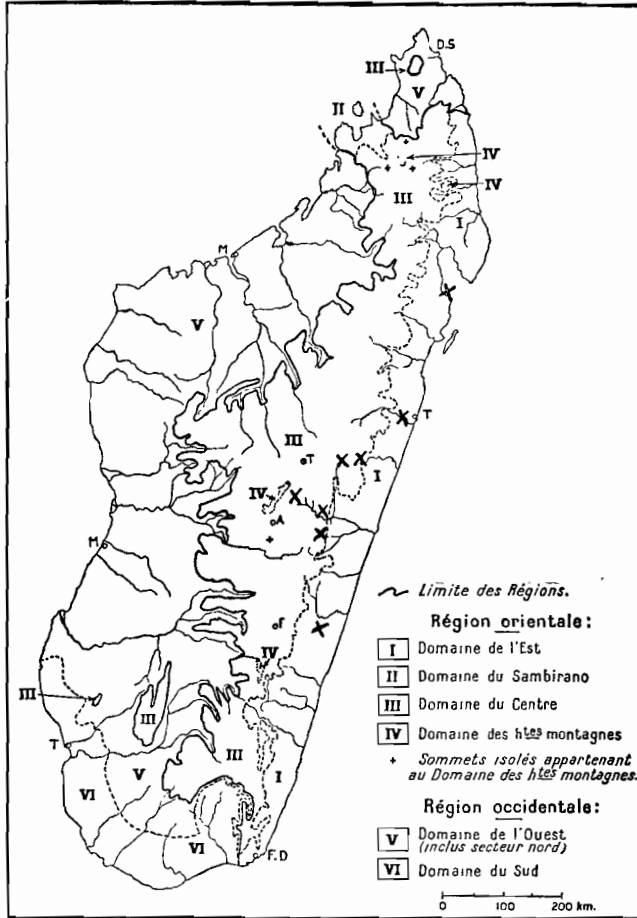 D.S
III
V
II
IV
IV
III
I
M
V
III
T
T
I
IV
A
M
F
IV
III
III
III
I
T
V
VI
VI
F.D
Limite des Régions.
Région orientale:
I Domaine de l'Est
II Domaine du Sambirano
III Domaine du Centre
IV Domaine des htes montagnes
+ Sommets isolés appartenant
au Domaine des htes montagnes.
Région occidentale:
V Domaine de l'Ouest
(inclus secteur nord)
VI Domaine du Sud
0 100 200 km.